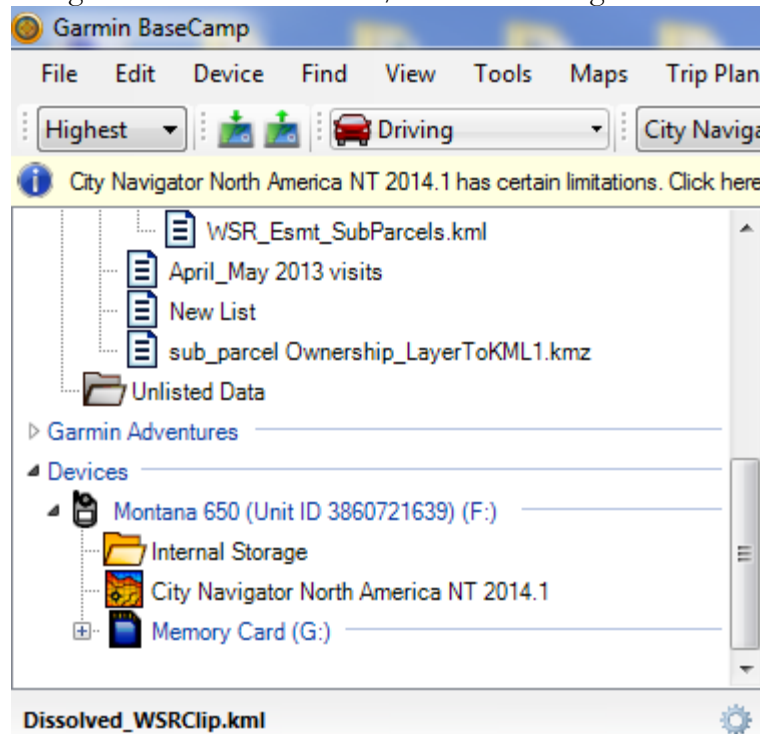 Garmin BaseCamp
File Edit Device Find View Tools Maps Trip Plan
Highest Driving City Naviga
City Navigator North America NT 2014.1 has certain limitations. Click here
WSR_Esmt_SubParcels.kml
April_May 2013 visits
New List
sub_parcel Ownership_LayerToKML1.kmz
Unlisted Data
Garmin Adventures
Devices
Montana 650 (Unit ID 3860721639) (F:)
Internal Storage
City Navigator North America NT 2014.1
Memory Card (G:)
Dissolved_WSRClip.kml